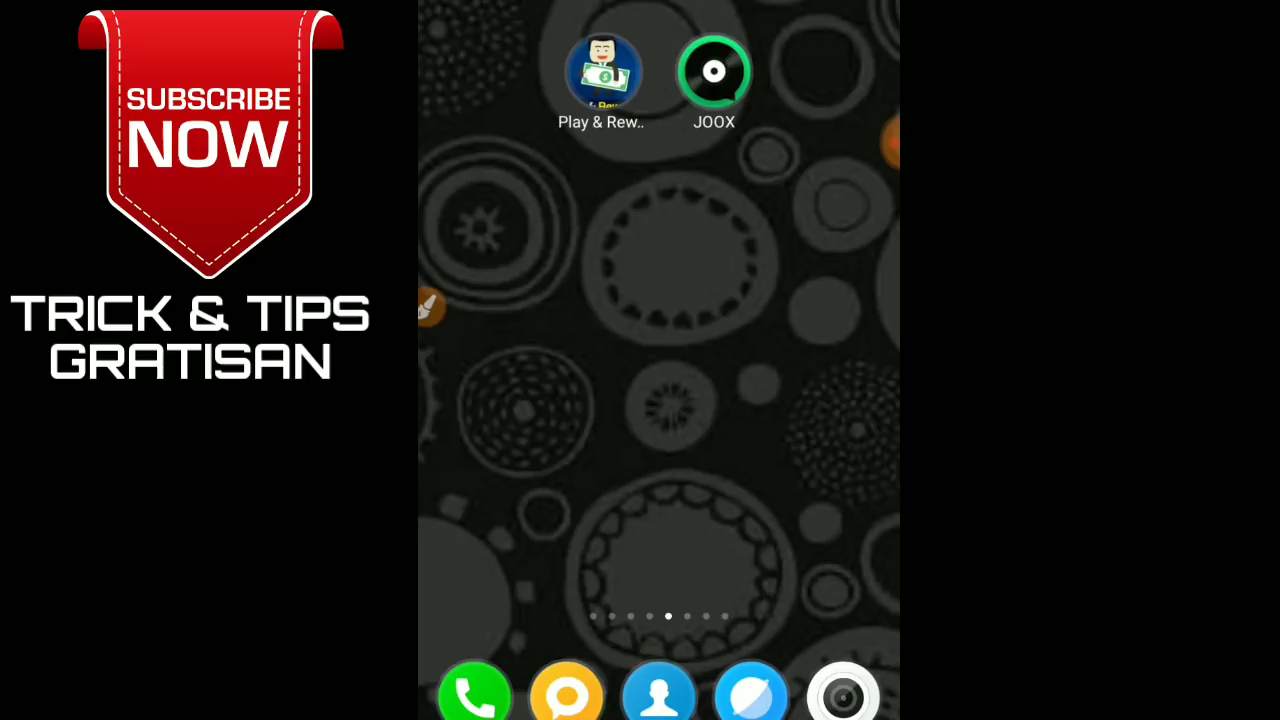 SUBSCRIBE
NOW
TRICK & TIPS
GRATISAN
Play & Rew..
JOOX